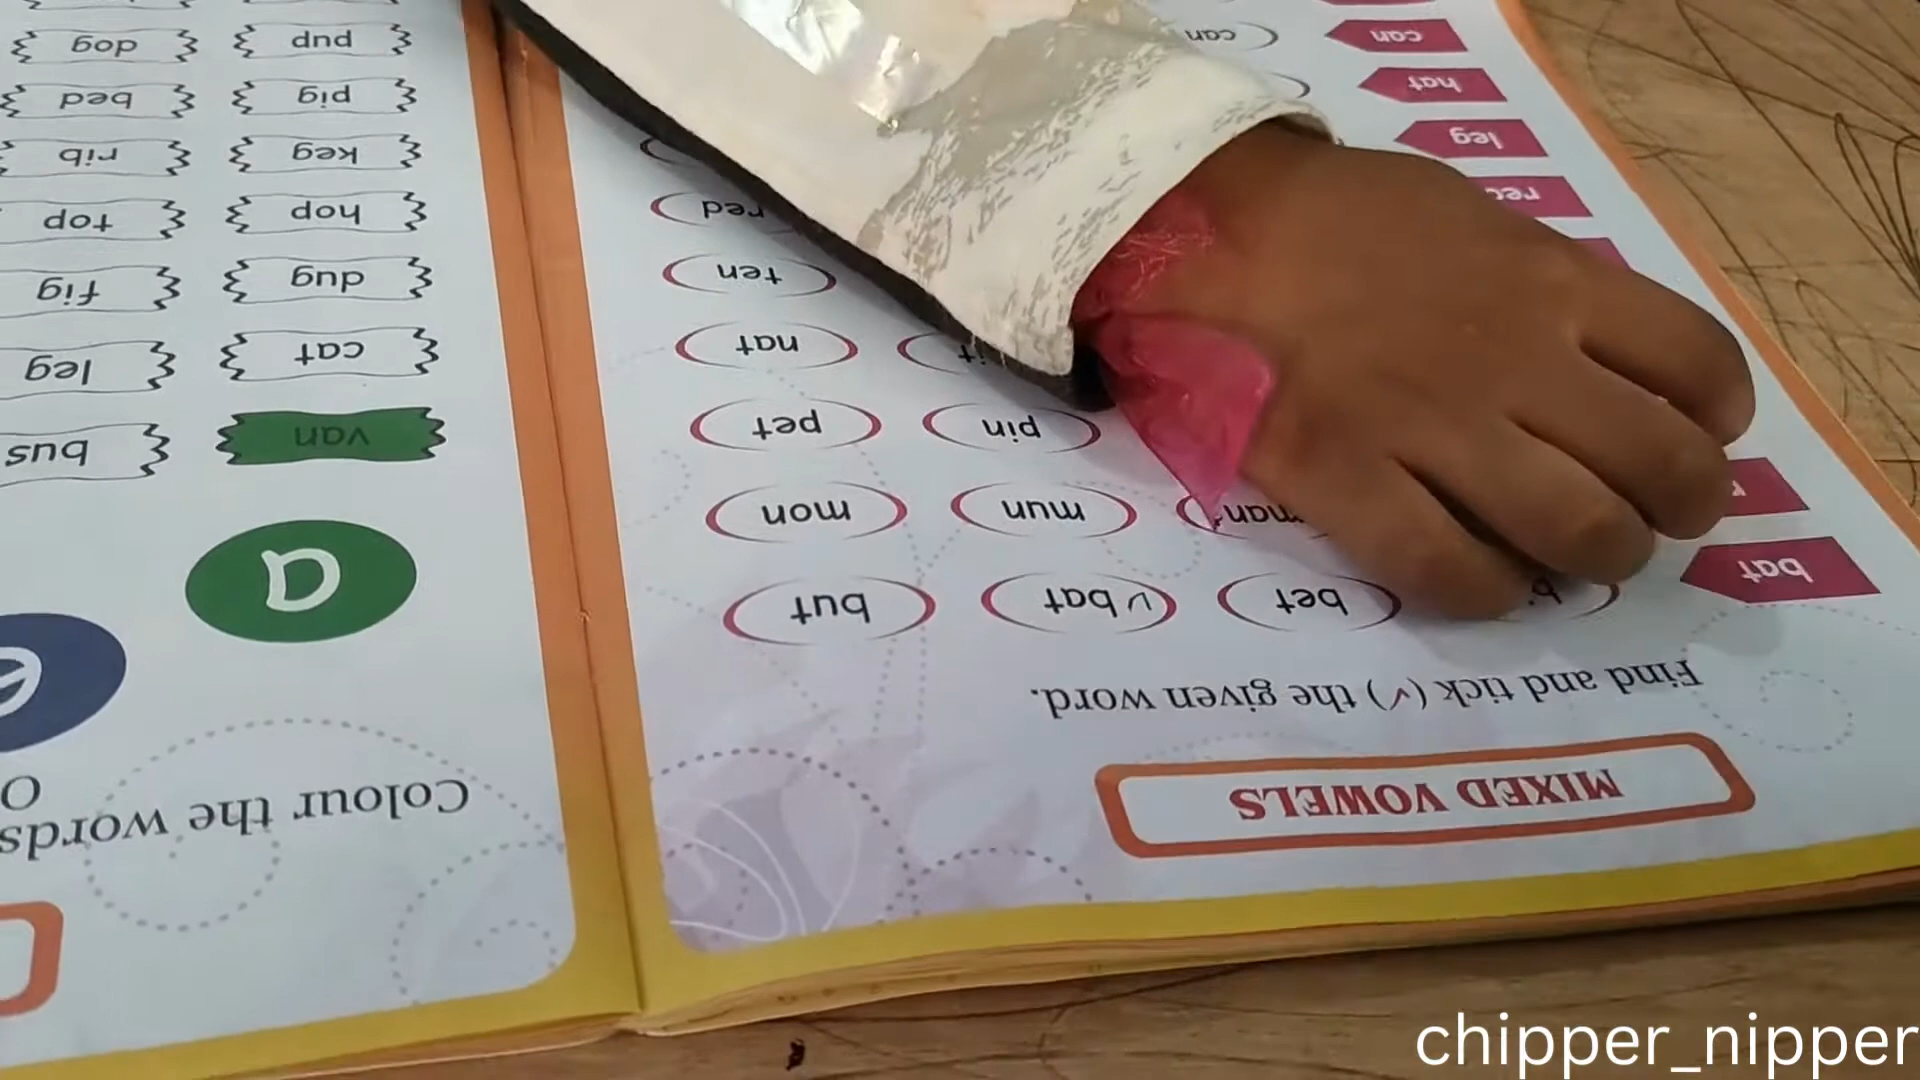 MIXED VOWELS
Find and tick (✓) the given word.
bat bet bat ✓ but
man mun mon
pin pet
nat
ten
red
leg
hat
can can
Colour the words
a e
van bus
cat leg
dug fig
hop top
keg rib
pig bed
pup dog
chipper_nipper